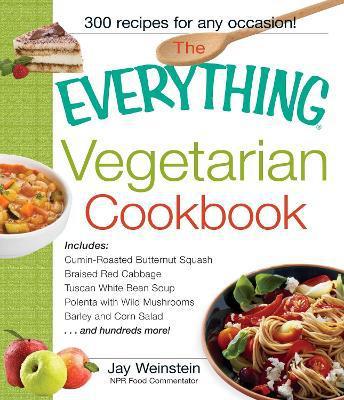 300 recipes for any occasion!
The
EVERYTHING®
Vegetarian
Cookbook
Includes:
Cumin-Roasted Butternut Squash
Braised Red Cabbage
Tuscan White Bean Soup
Polenta with Wild Mushrooms
Barley and Corn Salad
. . . and hundreds more!
Jay Weinstein
NPR Food Commentator